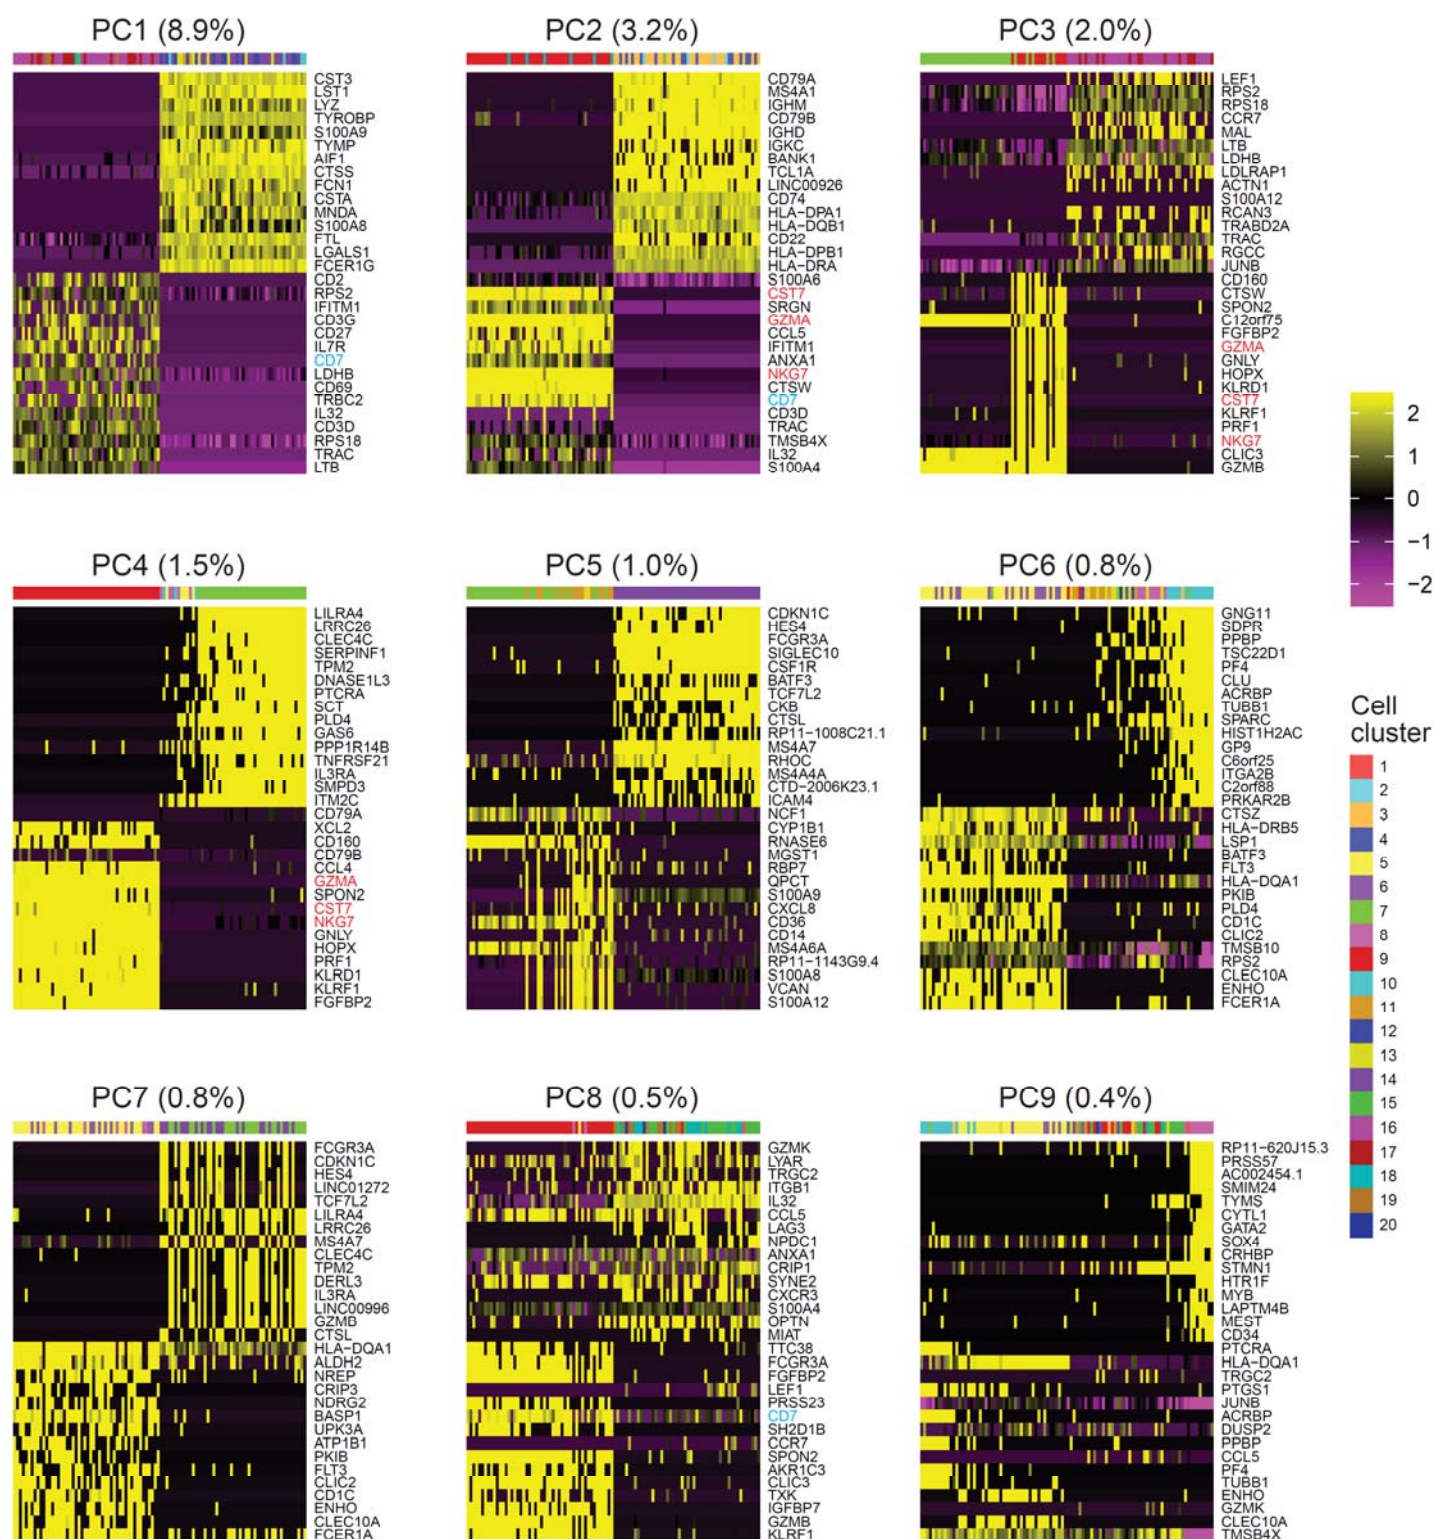 PC1 (8.9%)
CST3
LST1
LYZ
TYROBP
S100A9
TYMP
AIF1
CTSS
FCN1
CSTA
MNDA
S100A8
FTL
LGALS1
FCER1G
CD2
RPS2
IFITM1
CD3G
CD27
IL7R
CD7
LDHB
CD69
TRBC2
IL32
CD3D
RPS18
TRAC
LTB
PC2 (3.2%)
CD79A
MS4A1
IGHM
CD79B
IGHD
IGKC
BANK1
TCL1A
LINC00926
CD74
HLA−DPA1
HLA−DQB1
CD22
HLA−DPB1
HLA−DRA
S100A6
CST7
SRGN
GZMA
CCL5
IFITM1
ANXA1
NKG7
CTSW
CD7
CD3D
TRAC
TMSB4X
IL32
S100A4
PC3 (2.0%)
LEF1
RPS2
RPS18
CCR7
MAL
LTB
LDHB
LDLRAP1
ACTN1
S100A12
RCAN3
TRABD2A
TRAC
RGCC
JUNB
CD160
CTSW
SPON2
C12orf75
FGFBP2
GZMA
GNLY
HOPX
KLRD1
CST7
KLRF1
PRF1
NKG7
CLIC3
GZMB
2
1
0
−1
−2
PC4 (1.5%)
LILRA4
LRRC26
CLEC4C
SERPINF1
TPM2
DNASE1L3
PTCRA
SCT
PLD4
GAS6
PPP1R14B
TNFRSF21
IL3RA
SMPD3
ITM2C
CD79A
XCL2
CD160
CD79B
CCL4
GZMA
SPON2
CST7
NKG7
GNLY
HOPX
PRF1
KLRD1
KLRF1
FGFBP2
PC5 (1.0%)
CDKN1C
HES4
FCGR3A
SIGLEC10
CSF1R
BATF3
TCF7L2
CKB
CTSL
RP11−1008C21.1
MS4A7
RHOC
MS4A4A
CTD−2006K23.1
ICAM4
NCF1
CYP1B1
RNASE6
MGST1
RBP7
QPCT
S100A9
CXCL8
CD36
CD14
MS4A6A
RP11−1143G9.4
S100A8
VCAN
S100A12
PC6 (0.8%)
GNG11
SDPR
PPBP
TSC22D1
PF4
CLU
ACRBP
TUBB1
SPARC
HIST1H2AC
GP9
C6orf25
ITGA2B
C2orf88
PRKAR2B
CTSZ
HLA−DRB5
LSP1
BATF3
FLT3
HLA−DQA1
PKIB
PLD4
CD1C
CLIC2
TMSB10
RPS2
CLEC10A
ENHO
FCER1A
Cell
cluster
1
2
3
4
5
6
7
8
9
10
11
12
13
14
15
16
17
18
19
20
PC7 (0.8%)
FCGR3A
CDKN1C
HES4
LINC01272
TCF7L2
LILRA4
LRRC26
MS4A7
CLEC4C
TPM2
DERL3
IL3RA
LINC00996
GZMB
CTSL
HLA−DQA1
ALDH2
NREP
CRIP3
NDRG2
BASP1
UPK3A
ATP1B1
PKIB
FLT3
CLIC2
CD1C
ENHO
CLEC10A
FCER1A
PC8 (0.5%)
GZMK
LYAR
TRGC2
ITGB1
IL32
CCL5
LAG3
NPDC1
ANXA1
CRIP1
SYNE2
CXCR3
S100A4
OPTN
MIAT
TTC38
FCGR3A
FGFBP2
LEF1
PRSS23
CD7
SH2D1B
CCR7
SPON2
AKR1C3
CLIC3
TXK
IGFBP7
GZMB
KLRF1
PC9 (0.4%)
RP11−620J15.3
PRSS57
AC002454.1
SMIM24
TYMS
CYTL1
GATA2
SOX4
CRHBP
STMN1
HTR1F
MYB
LAPTM4B
MEST
CD34
PTCRA
HLA−DQA1
TRGC2
PTGS1
JUNB
ACRBP
DUSP2
PPBP
CCL5
PF4
TUBB1
ENHO
GZMK
CLEC10A
TMSB4X